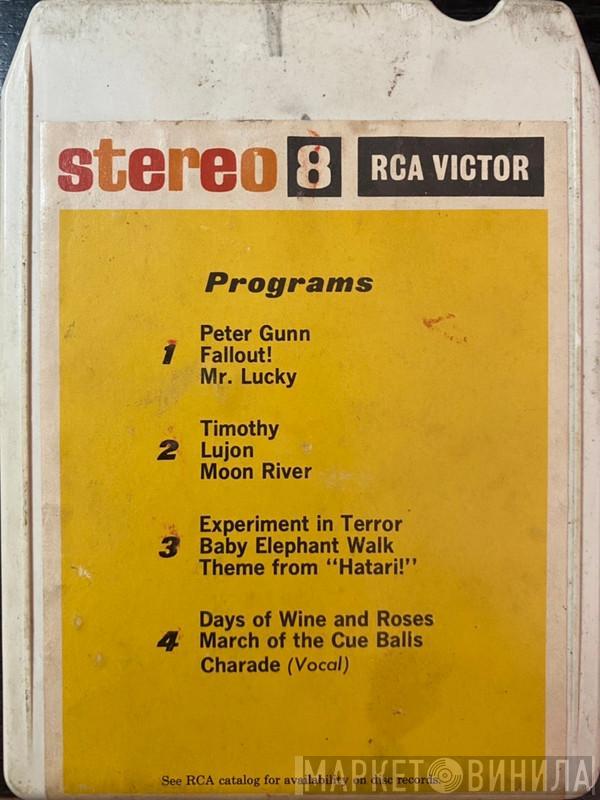 stereo 8 RCA VICTOR
Programs
1
Peter Gunn
Fallout!
Mr. Lucky
2
Timothy
Lujon
Moon River
3
Experiment in Terror
Baby Elephant Walk
Theme from "Hatari!"
4
Days of Wine and Roses
March of the Cue Balls
Charade (Vocal)
See RCA catalog for availability on disc records.
МАРКЕТ ВИНИЛА